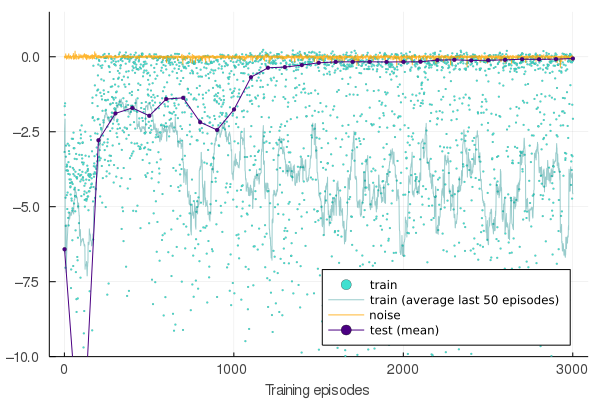 0.0
−2.5
−5.0
−7.5
−10.0
0
1000
2000
3000
Training episodes
train
train (average last 50 episodes)
noise
test (mean)